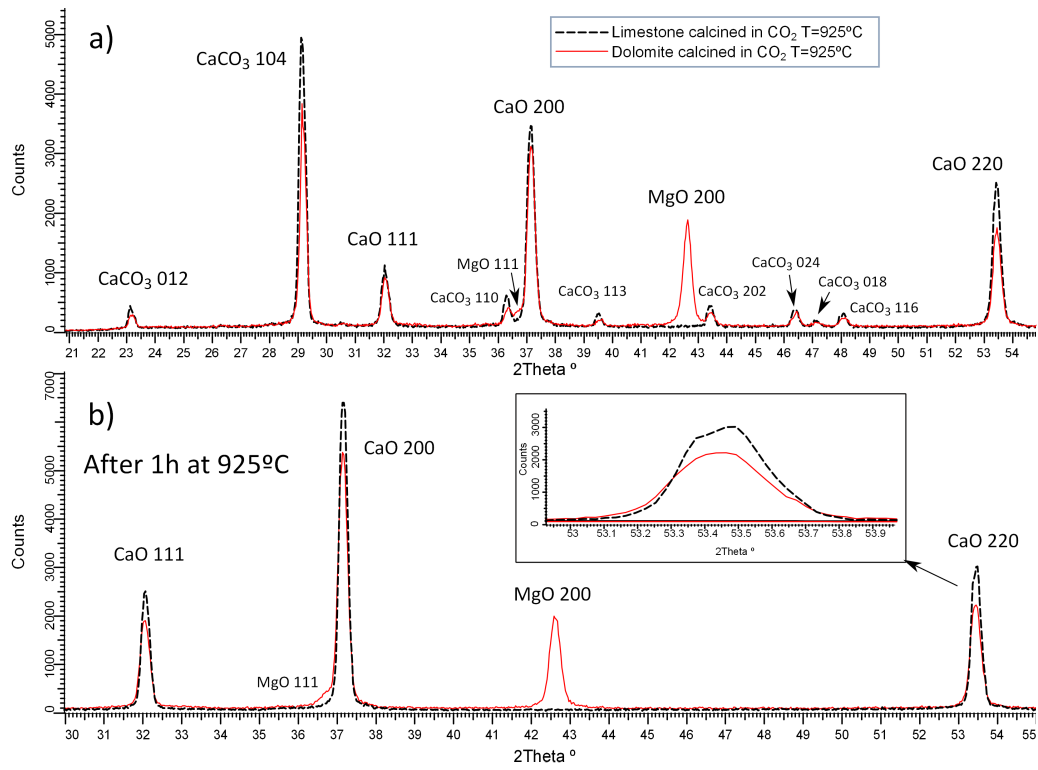 a)
Limestone calcined in CO2 T=925ºC
Dolomite calcined in CO2 T=925ºC
CaCO3 104
CaO 200
CaO 220
MgO 200
CaO 111
MgO 111
CaCO3 024
CaCO3 012
CaCO3 110
CaCO3 113
CaCO3 202
CaCO3 018
CaCO3 116
Counts
5000
4000
3000
2000
1000
0
21 22 23 24 25 26 27 28 29 30 31 32 33 34 35 36 37 38 39 40 41 42 43 44 45 46 47 48 49 50 51 52 53 54
2Theta º
b)
After 1h at 925ºC
CaO 200
CaO 111
MgO 111
MgO 200
CaO 220
Counts
7000
5000
4000
3000
2000
1000
0
30 31 32 33 34 35 36 37 38 39 40 41 42 43 44 45 46 47 48 49 50 51 52 53 54 55
2Theta º
Counts
3000
2000
1000
0
53 53.2 53.3 53.4 53.5 53.6 53.7 53.8 53.9
2Theta º